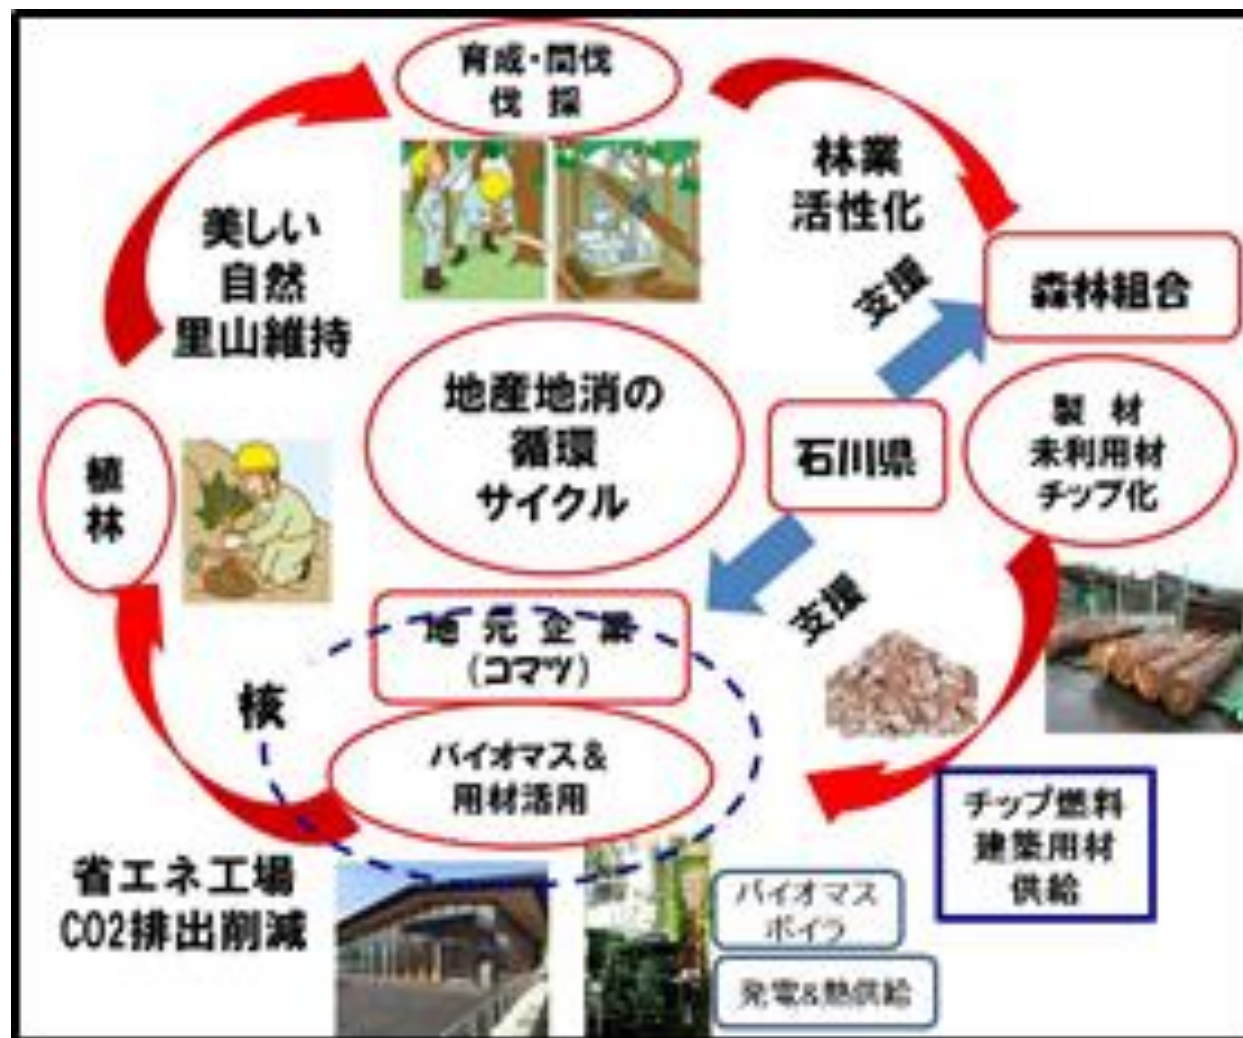 育成・間伐
伐 採
林業
活性化
美しい
自然
里山維持
支援
森林組合
地産地消の
循環
サイクル
石川県
製 材
未利用材
チップ化
植
林
支援
地 元 企 業
(コマツ)
核
バイオマス＆
用材活用
チップ燃料
建築用材
供給
省エネ工場
CO2排出削減
バイオマス
ボイラ
発電&熱供給